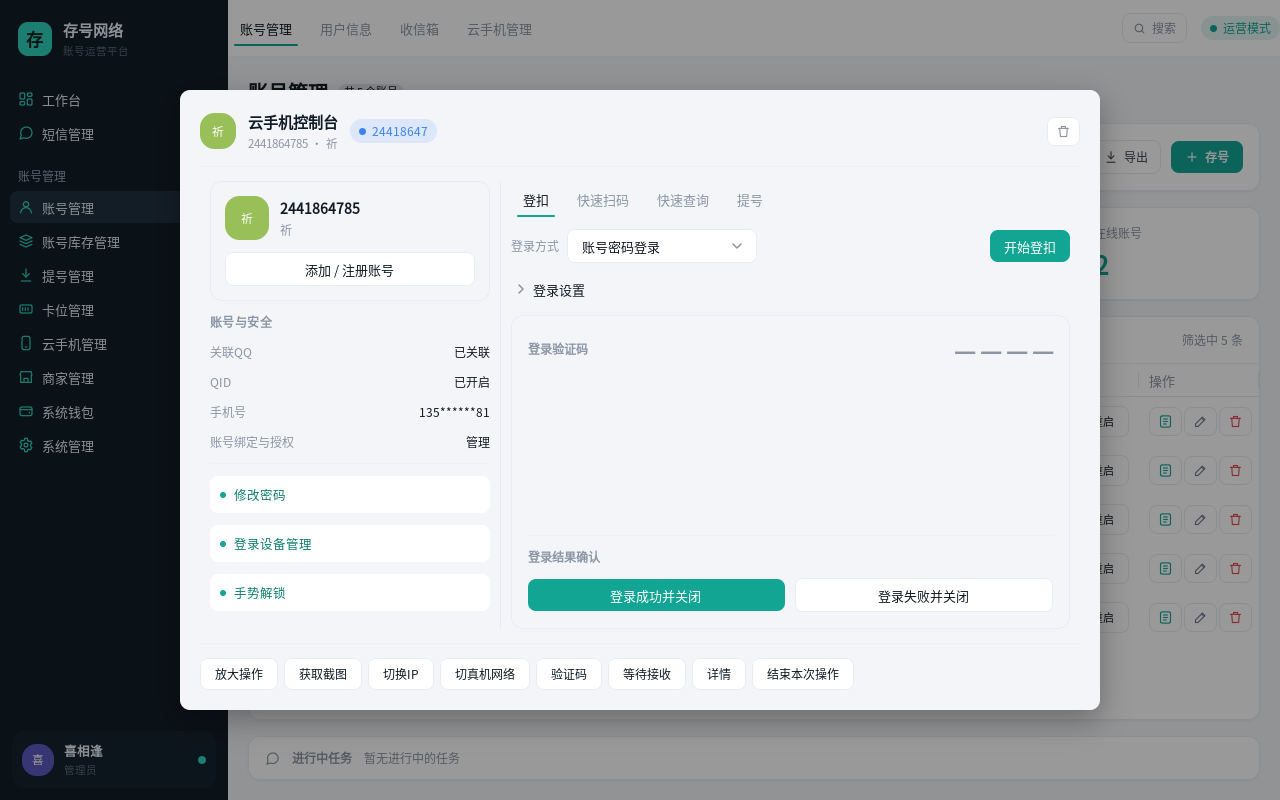 存
存号网络
账号运营平台
工作台
短信管理
账号管理
账号管理
账号库存管理
提号管理
卡位管理
云手机管理
商家管理
系统钱包
系统管理
喜
喜相逢
管理员
账号管理
用户信息
收信箱
云手机管理
搜索
运营模式
导出
存号
在线账号
2
筛选中 5 条
操作
祈
云手机控制台
2441864785 · 祈
24418647
祈
2441864785
祈
添加 / 注册账号
账号与安全
关联QQ
已关联
QID
已开启
手机号
135******81
账号绑定与授权
管理
修改密码
登录设备管理
手势解锁
登扣
快速扫码
快速查询
提号
登录方式
账号密码登录
开始登扣
登录设置
登录验证码
— — — —
登录结果确认
登录成功并关闭
登录失败并关闭
放大操作
获取截图
切换IP
切真机网络
验证码
等待接收
详情
结束本次操作
进行中任务
暂无进行中的任务